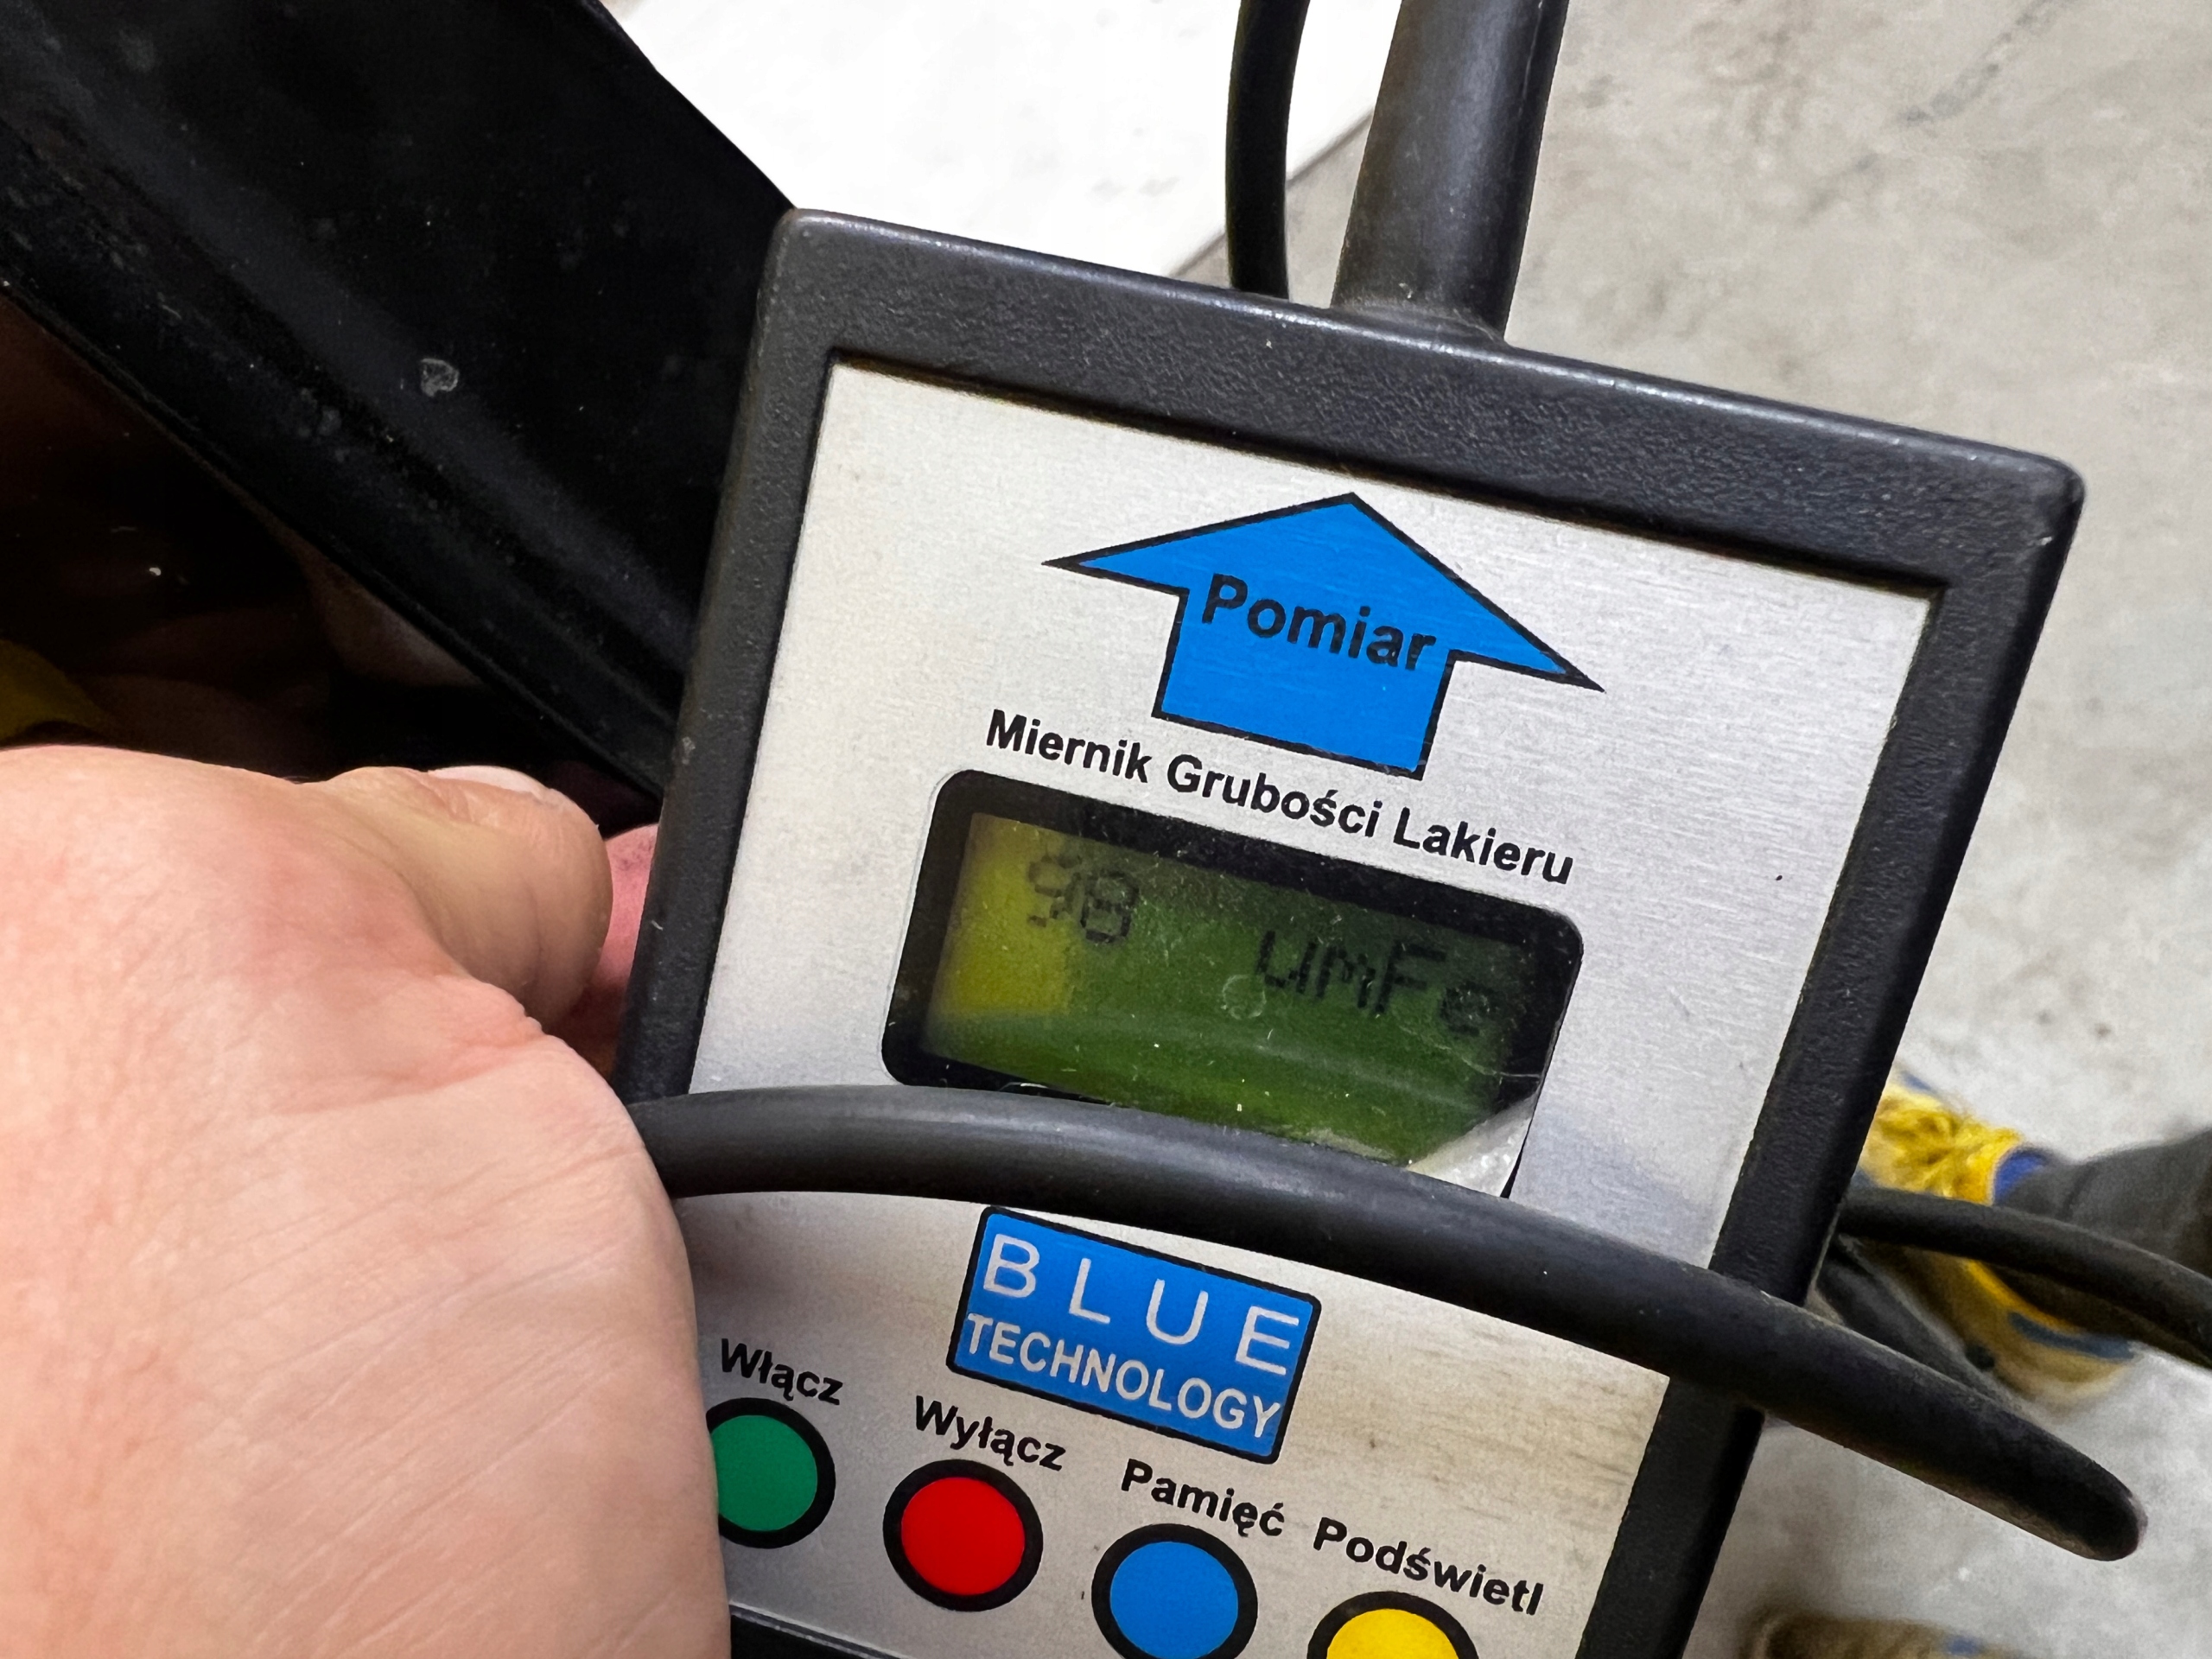 Pomiar
Miernik Grubości Lakieru
98 umFe
BLUE
TECHNOLOGY
Włącz Wyłącz Pamięć Podświetl